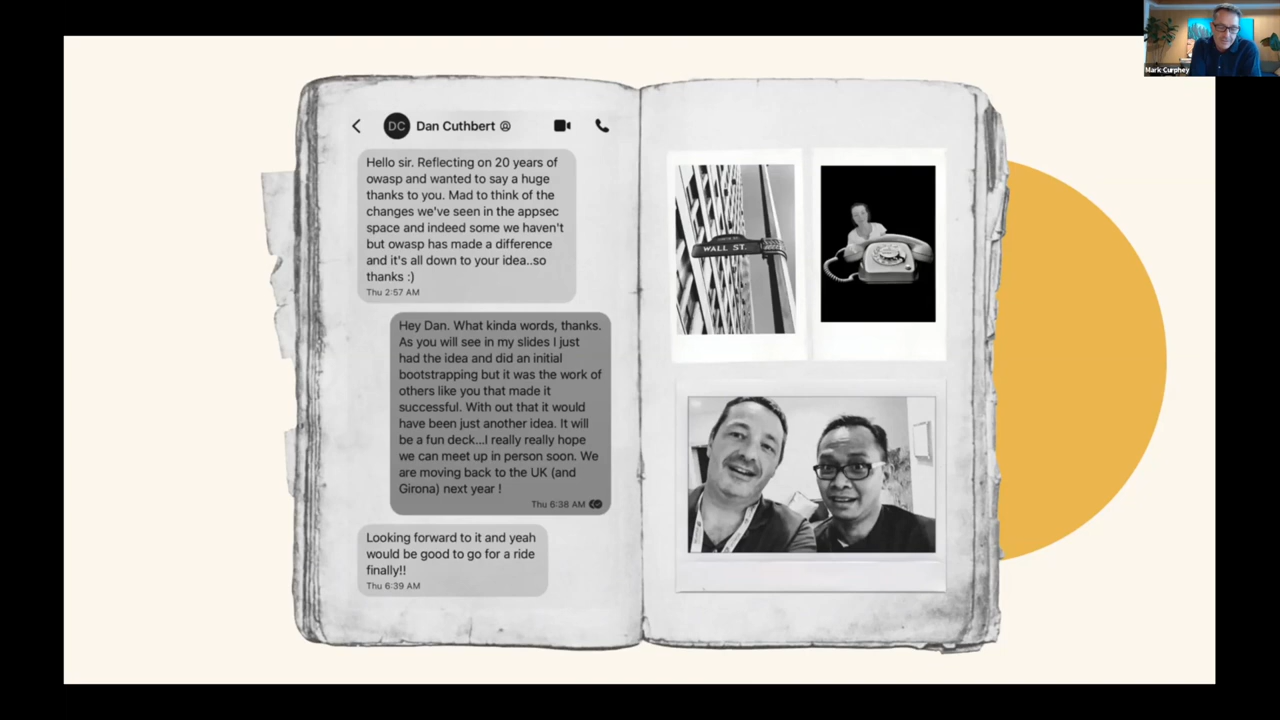 Mark Curphey
DC Dan Cuthbert
Hello sir. Reflecting on 20 years of
owasp and wanted to say a huge
thanks to you. Mad to think of the
changes we've seen in the appsec
space and indeed some we haven't
but owasp has made a difference
and it's all down to your idea..so
thanks :)
Thu 2:57 AM
Hey Dan. What kinda words, thanks.
As you will see in my slides I just
had the idea and did an initial
bootstrapping but it was the work of
others like you that made it
successful. With out that it would
have been just another idea. It will
be a fun deck...I really really hope
we can meet up in person soon. We
are moving back to the UK (and
Girona) next year !
Thu 6:38 AM
Looking forward to it and yeah
would be good to go for a ride
finally!!
Thu 6:39 AM
WALL ST.